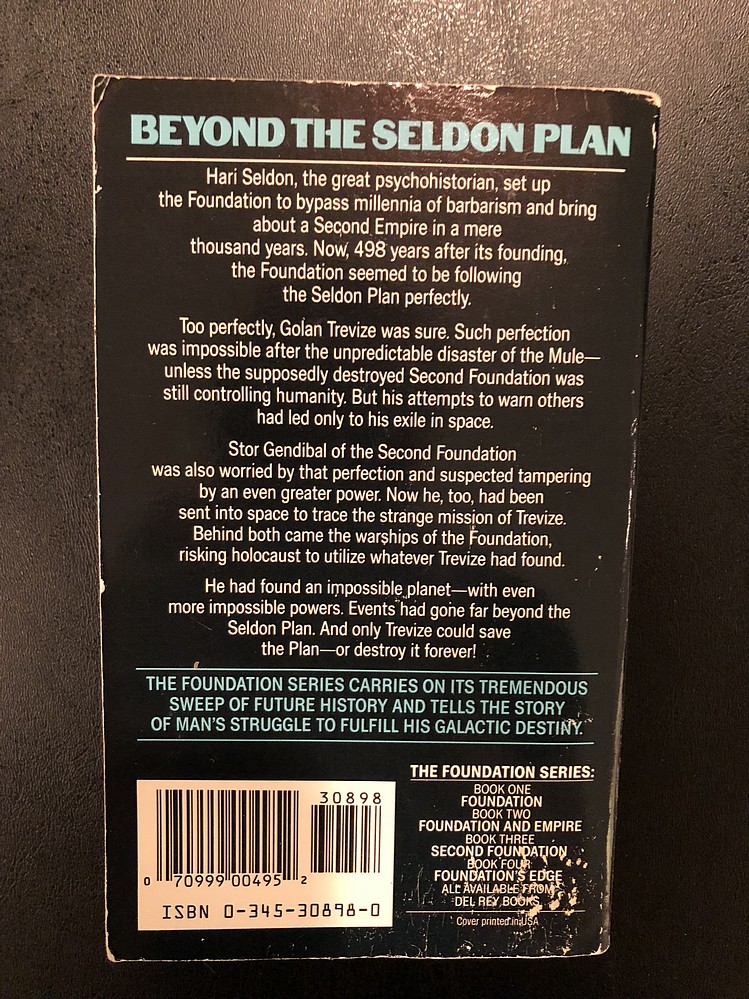 BEYOND THE SELDON PLAN
Hari Seldon, the great psychohistorian, set up
the Foundation to bypass millennia of barbarism and bring
about a Second Empire in a mere
thousand years. Now, 498 years after its founding,
the Foundation seemed to be following
the Seldon Plan perfectly.
Too perfectly, Golan Trevize was sure. Such perfection
was impossible after the unpredictable disaster of the Mule—
unless the supposedly destroyed Second Foundation was
still controlling humanity. But his attempts to warn others
had led only to his exile in space.
Stor Gendibal of the Second Foundation
was also worried by that perfection and suspected tampering
by an even greater power. Now he, too, had been
sent into space to trace the strange mission of Trevize.
Behind both came the warships of the Foundation,
risking holocaust to utilize whatever Trevize had found.
He had found an impossible planet—with even
more impossible powers. Events had gone far beyond the
Seldon Plan. And only Trevize could save
the Plan—or destroy it forever!
THE FOUNDATION SERIES CARRIES ON ITS TREMENDOUS
SWEEP OF FUTURE HISTORY AND TELLS THE STORY
OF MAN'S STRUGGLE TO FULFILL HIS GALACTIC DESTINY.
30898
0 70999 00495 2
ISBN 0-345-30898-0
THE FOUNDATION SERIES:
BOOK ONE
FOUNDATION
BOOK TWO
FOUNDATION AND EMPIRE
BOOK THREE
SECOND FOUNDATION
BOOK FOUR
FOUNDATION'S EDGE
ALL AVAILABLE FROM
DEL REY BOOKS
Cover printed in USA